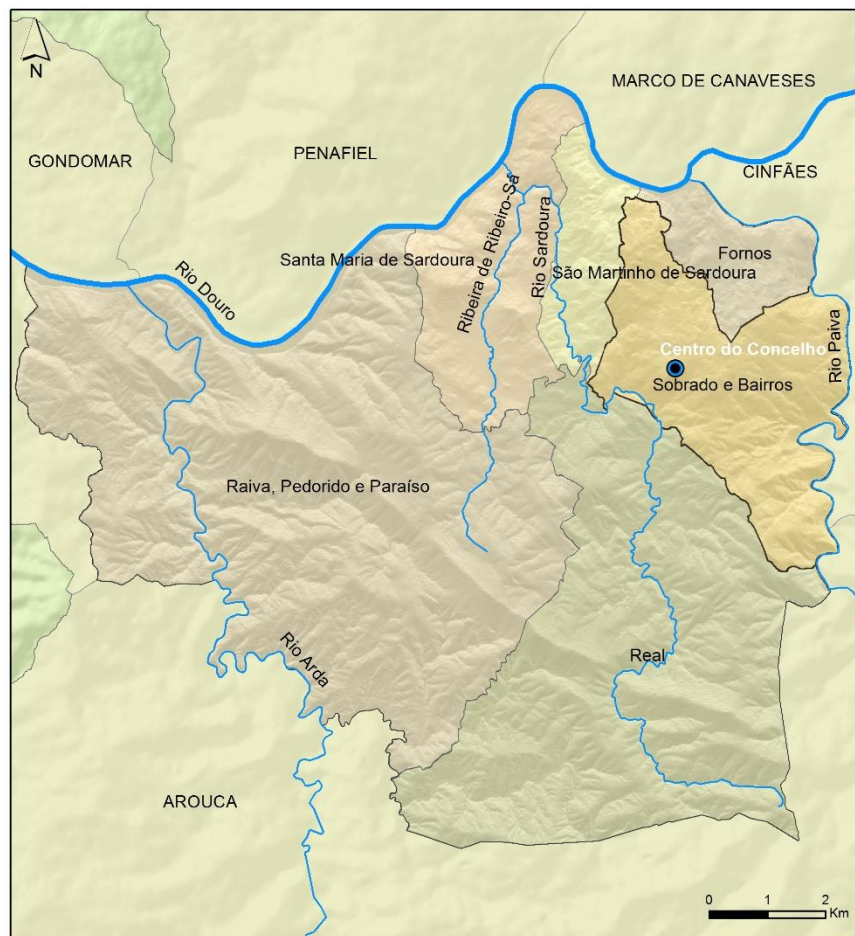 N
MARCO DE CANAVESES
PENAFIEL
GONDOMAR
CINFÃES
Ribeira de Ribeiro-Sá
Rio Sardoura
Santa Maria de Sardoura
São Martinho de Sardoura
Fornos
Rio Douro
Rio Paiva
Centro do Concelho
Sobrado e Bairros
Raiva, Pedorido e Paraíso
Rio Arda
Real
AROUCA
0 1 2
Km